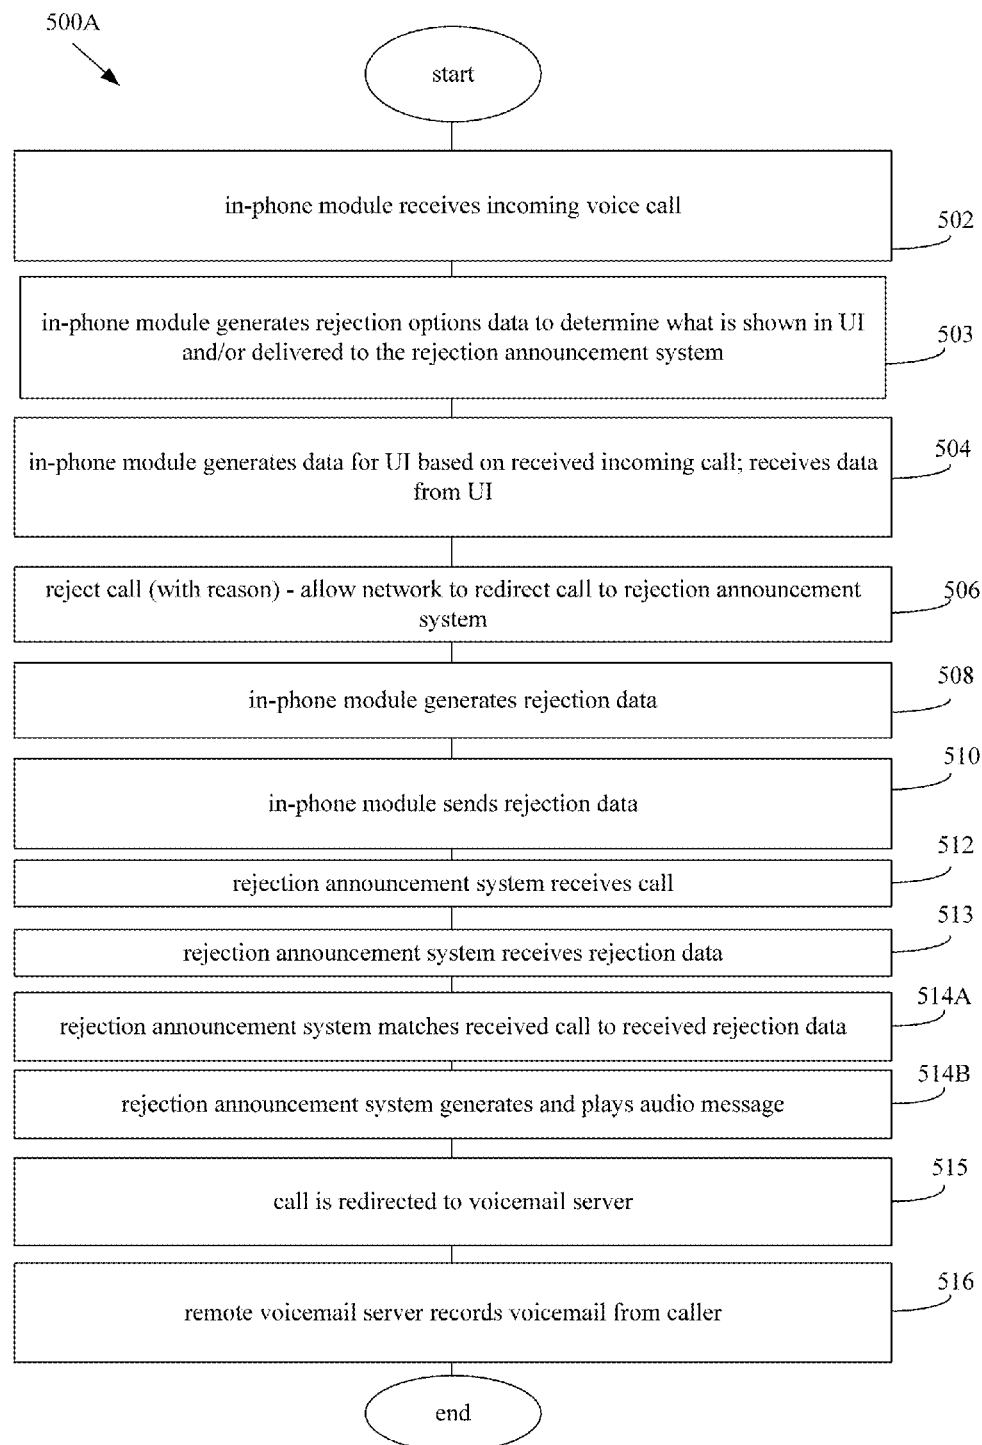 500A
start
in-phone module receives incoming voice call
502
in-phone module generates rejection options data to determine what is shown in UI
and/or delivered to the rejection announcement system
503
in-phone module generates data for UI based on received incoming call; receives data
from UI
504
reject call (with reason) - allow network to redirect call to rejection announcement
system
506
in-phone module generates rejection data
508
in-phone module sends rejection data
510
rejection announcement system receives call
512
rejection announcement system receives rejection data
513
rejection announcement system matches received call to received rejection data
514A
rejection announcement system generates and plays audio message
514B
call is redirected to voicemail server
515
remote voicemail server records voicemail from caller
516
end